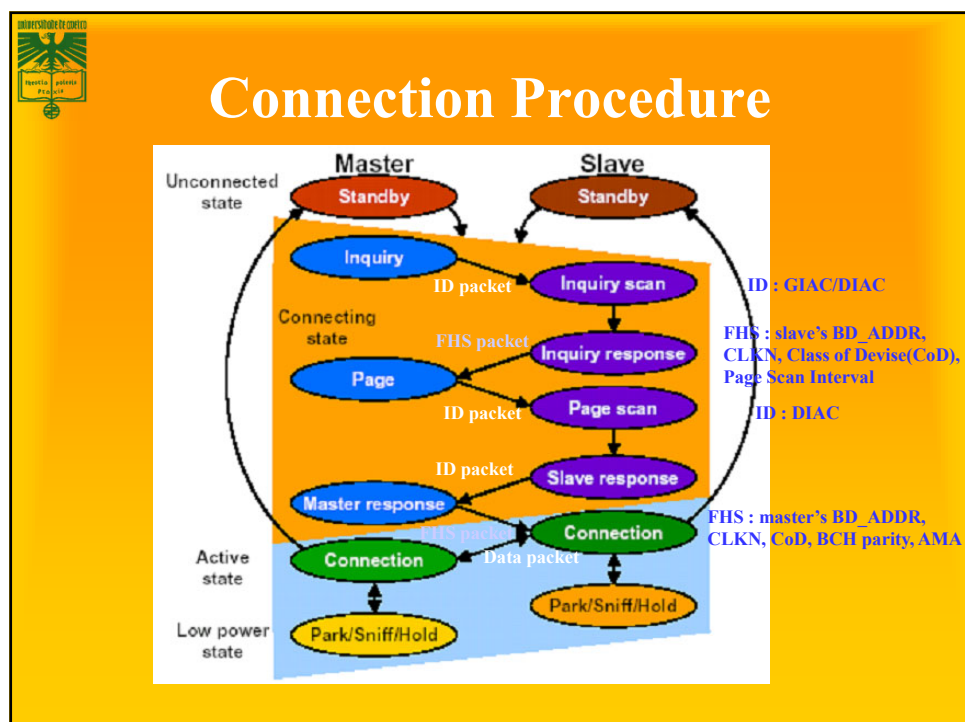 Connection Procedure
Master
Slave
Unconnected
state
Standby
Standby
Inquiry
ID packet
Inquiry scan
ID : GIAC/DIAC
Connecting
state
FHS packet
Inquiry response
FHS : slave's BD_ADDR,
CLKN, Class of Devise(CoD),
Page Scan Interval
Page
ID packet
Page scan
ID : DIAC
ID packet
Slave response
Master response
FHS packet
Connection
FHS : master's BD_ADDR,
CLKN, CoD, BCH parity, AMA
Data packet
Active
state
Connection
Park/Sniff/Hold
Low power
state
Park/Sniff/Hold